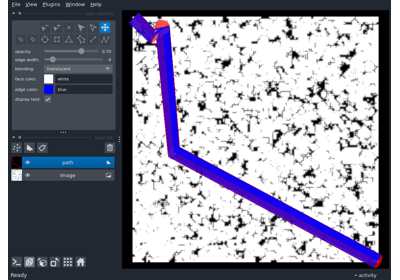 File View Plugins Window Help
opacity: 0.70
edge width:
blending: translucent
face color: white
edge color: blue
display text: ✓
path
Image
Ready
activity